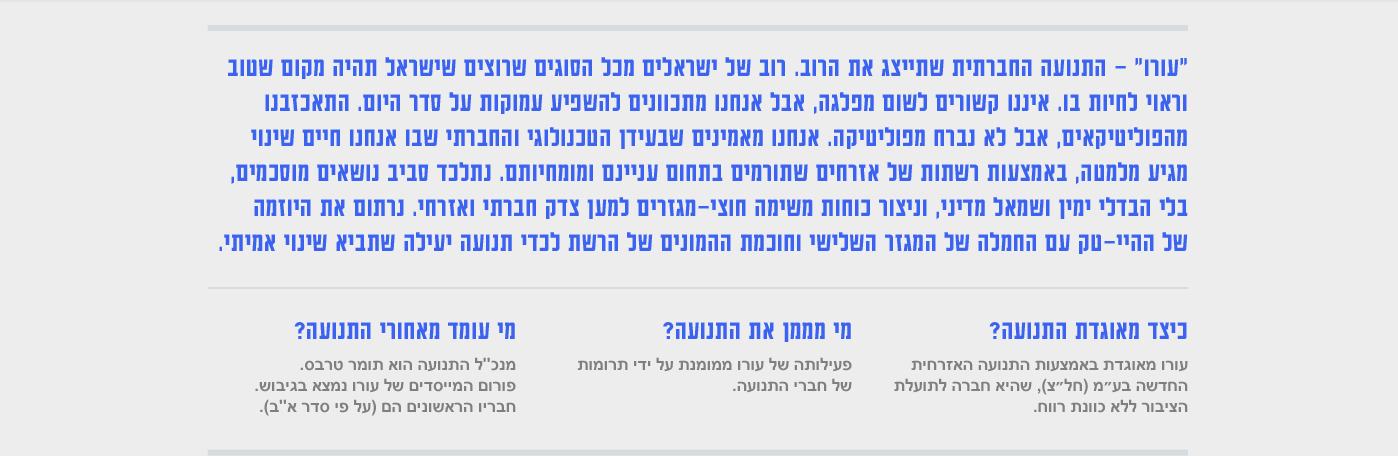 "עורו" – התנועה החברתית שתייצג את הרוב. רוב של ישראלים מכל הסוגים שרוצים שישראל תהיה מקום שטוב
וראוי לחיות בו. איננו קשורים לשום מפלגה, אבל אנחנו מתכוונים להשפיע עמוקות על סדר היום. התאכזבנו
מהפוליטיקאים, אבל לא נברח מפוליטיקה. אנחנו מאמינים שבעידן הטכנולוגי והחברתי שבו אנחנו חיים שינוי
מגיע מלמטה, באמצעות רשתות של אזרחים שתורמים בתחום עניינם ומומחיותם. נתלכד סביב נושאים מוסכמים,
בלי הבדלי ימין ושמאל מדיני, וניצור כוחות משימה חוצי–מגזרים למען צדק חברתי ואזרחי. נרתום את היוזמה
של ההיי–טק עם החמלה של המגזר השלישי וחוכמת ההמונים של הרשת לכדי תנועה יעילה שתביא שינוי אמיתי.
כיצד מאוגדת התנועה?
עורו מאוגדת באמצעות התנועה האזרחית
החדשה בע״מ (חל״צ), שהיא חברה לתועלת
הציבור ללא כוונת רווח.
מי מממן את התנועה?
פעילותה של עורו ממומנת על ידי תרומות
של חברי התנועה.
מי עומד מאחורי התנועה?
מנכ''ל התנועה הוא תומר טרבס.
פורום המייסדים של עורו נמצא בגיבוש.
חבריו הראשונים הם (על פי סדר א''ב).